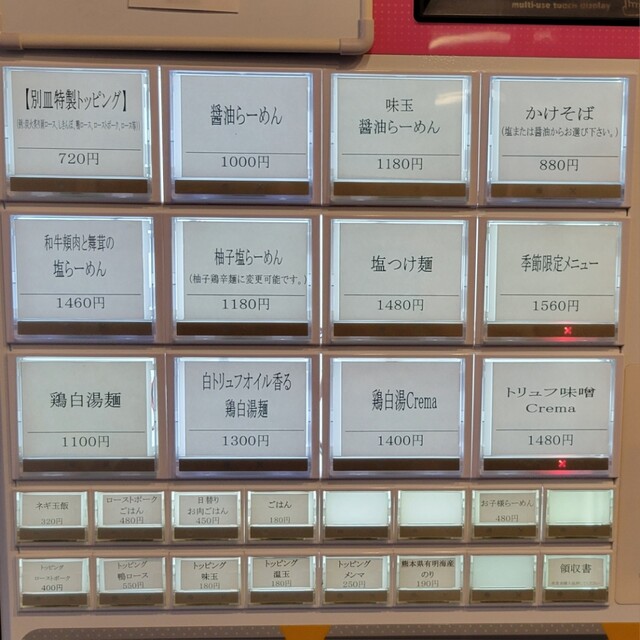 multi-use touch display
【別皿特製トッピング】
720円
醤油らーめん
1000円
味玉
醤油らーめん
1180円
かけそば
(塩または醤油からお選び下さい。)
880円
和牛頬肉と舞茸の
塩らーめん
1460円
柚子塩らーめん
(柚子鶏辛麺に変更可能です。)
1180円
塩つけ麺
1480円
季節限定メニュー
1560円
鶏白湯麺
1100円
白トリュフオイル香る
鶏白湯麺
1300円
鶏白湯Crema
1400円
トリュフ味噌
Crema
1480円
ネギ玉飯
320円
ローストポーク
ごはん
480円
日替り
お肉ごはん
450円
ごはん
180円
お子様らーめん
480円
トッピング
ローストポーク
400円
トッピング
鴨ロース
550円
トッピング
味玉
180円
トッピング
温玉
180円
トッピング
メンマ
250円
熊本県有明海産
のり
190円
領収書